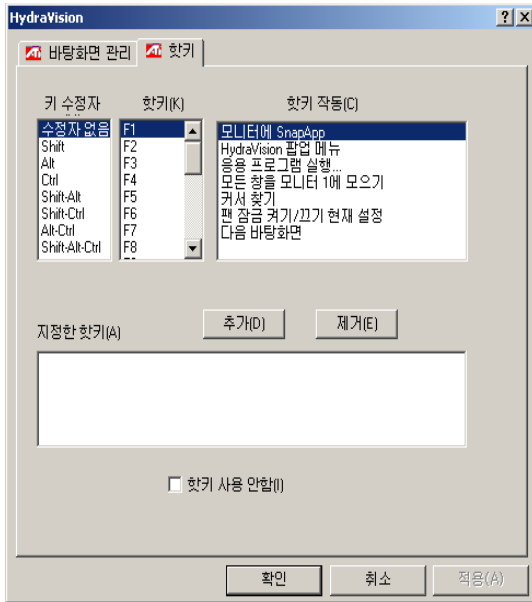 HydraVision
바탕화면 관리
핫키
키 수정자 핫키(K) 핫키 작동(C)
수정자 없음 F1 모니터에 SnapApp
Shift F2 HydraVision 팝업 메뉴
Alt F3 응용 프로그램 실행...
Ctrl F4 모든 창을 모니터 1에 모으기
Shift-Alt F5 커서 찾기
Shift-Ctrl F6 팬 잠금 켜기/끄기 현재 설정
Alt-Ctrl F7 다음 바탕화면
Shift-Alt-Ctrl F8
지정한 핫키(A) 추가(D) 제거(E)
핫키 사용 안함(I)
확인 취소 적용(A)